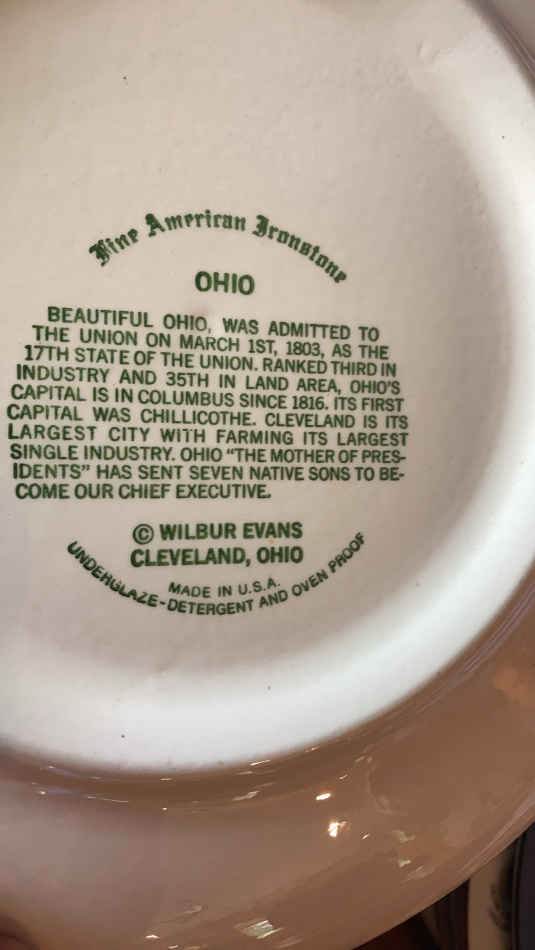 Fine American Ironstone
OHIO
BEAUTIFUL OHIO, WAS ADMITTED TO
THE UNION ON MARCH 1ST, 1803, AS THE
17TH STATE OF THE UNION. RANKED THIRD IN
INDUSTRY AND 35TH IN LAND AREA, OHIO'S
CAPITAL IS IN COLUMBUS SINCE 1816. ITS FIRST
CAPITAL WAS CHILLICOTHE. CLEVELAND IS ITS
LARGEST CITY WITH FARMING ITS LARGEST
SINGLE INDUSTRY. OHIO "THE MOTHER OF PRES-
IDENTS" HAS SENT SEVEN NATIVE SONS TO BE-
COME OUR CHIEF EXECUTIVE.
© WILBUR EVANS
CLEVELAND, OHIO
MADE IN U.S.A.
UNDERGLAZE-DETERGENT AND OVEN PROOF